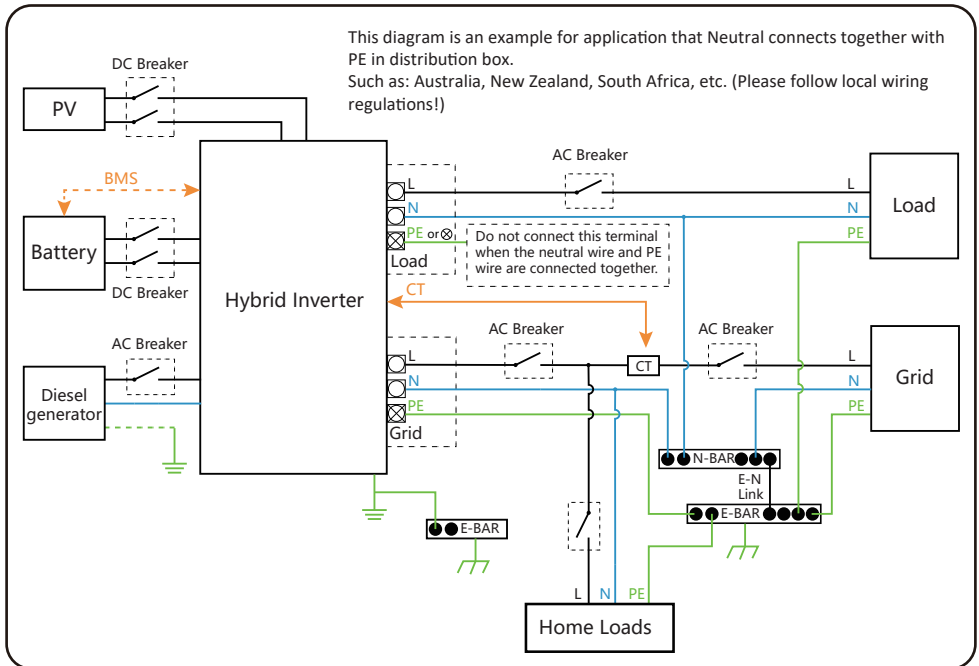 This diagram is an example for application that Neutral connects together with
PE in distribution box.
Such as: Australia, New Zealand, South Africa, etc. (Please follow local wiring
regulations!)
DC Breaker
PV
AC Breaker
BMS
L
L
N
N
Load
PE or
PE
Do not connect this terminal
when the neutral wire and PE
wire are connected together.
Battery
Load
DC Breaker
Hybrid Inverter
CT
AC Breaker
AC Breaker
AC Breaker
L
CT
L
N
N
Grid
Diesel
generator
PE
PE
Grid
N-BAR
E-N
Link
E-BAR
E-BAR
L
N
PE
Home Loads